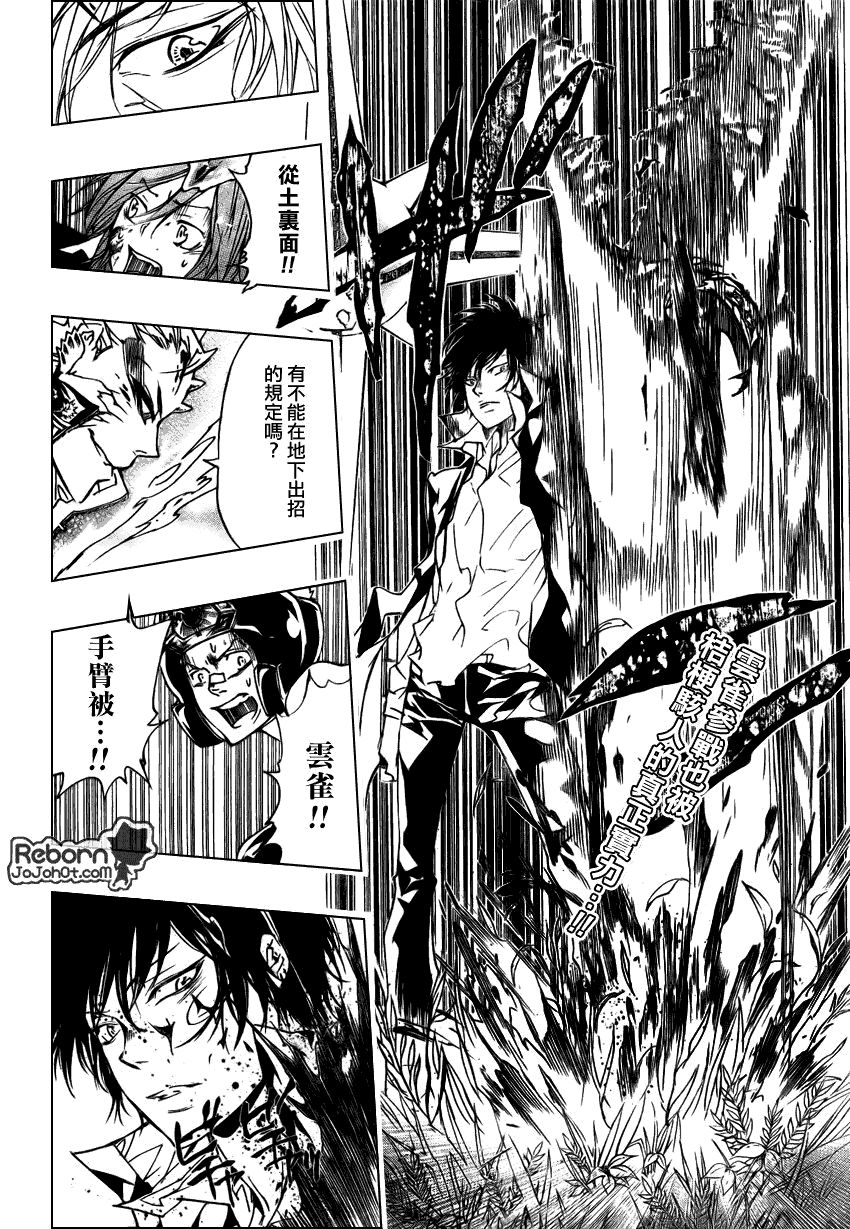 雲雀參戰也被
桔梗駭人的真正實力…!!
從土裏面!!
有不能在地下出招
的規定嗎？
雲雀!!
手臂被…!!
Reborn
JoJohot.com